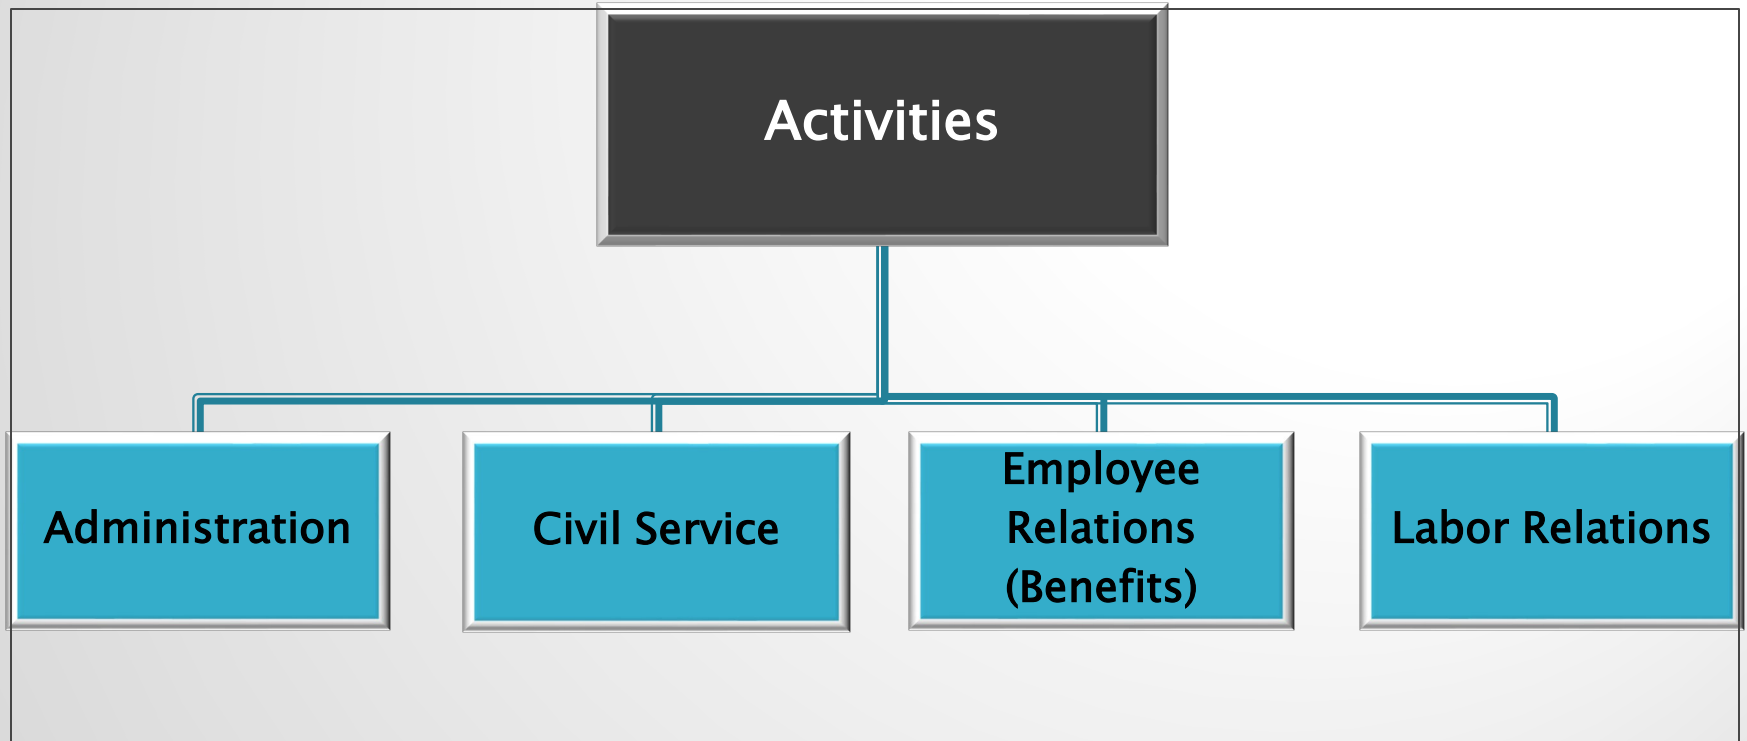 Activities
Administration
Civil Service
Employee
Relations
(Benefits)
Labor Relations